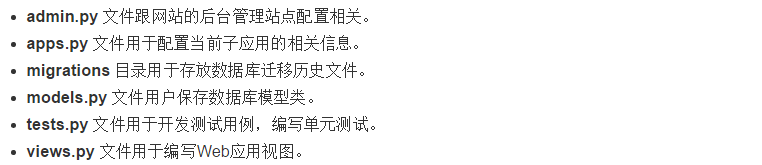 admin.py 文件跟网站的后台管理站点配置相关。
apps.py 文件用于配置当前子应用的相关信息。
migrations 目录用于存放数据库迁移历史文件。
models.py 文件用户保存数据库模型类。
tests.py 文件用于开发测试用例，编写单元测试。
views.py 文件用于编写Web应用视图。